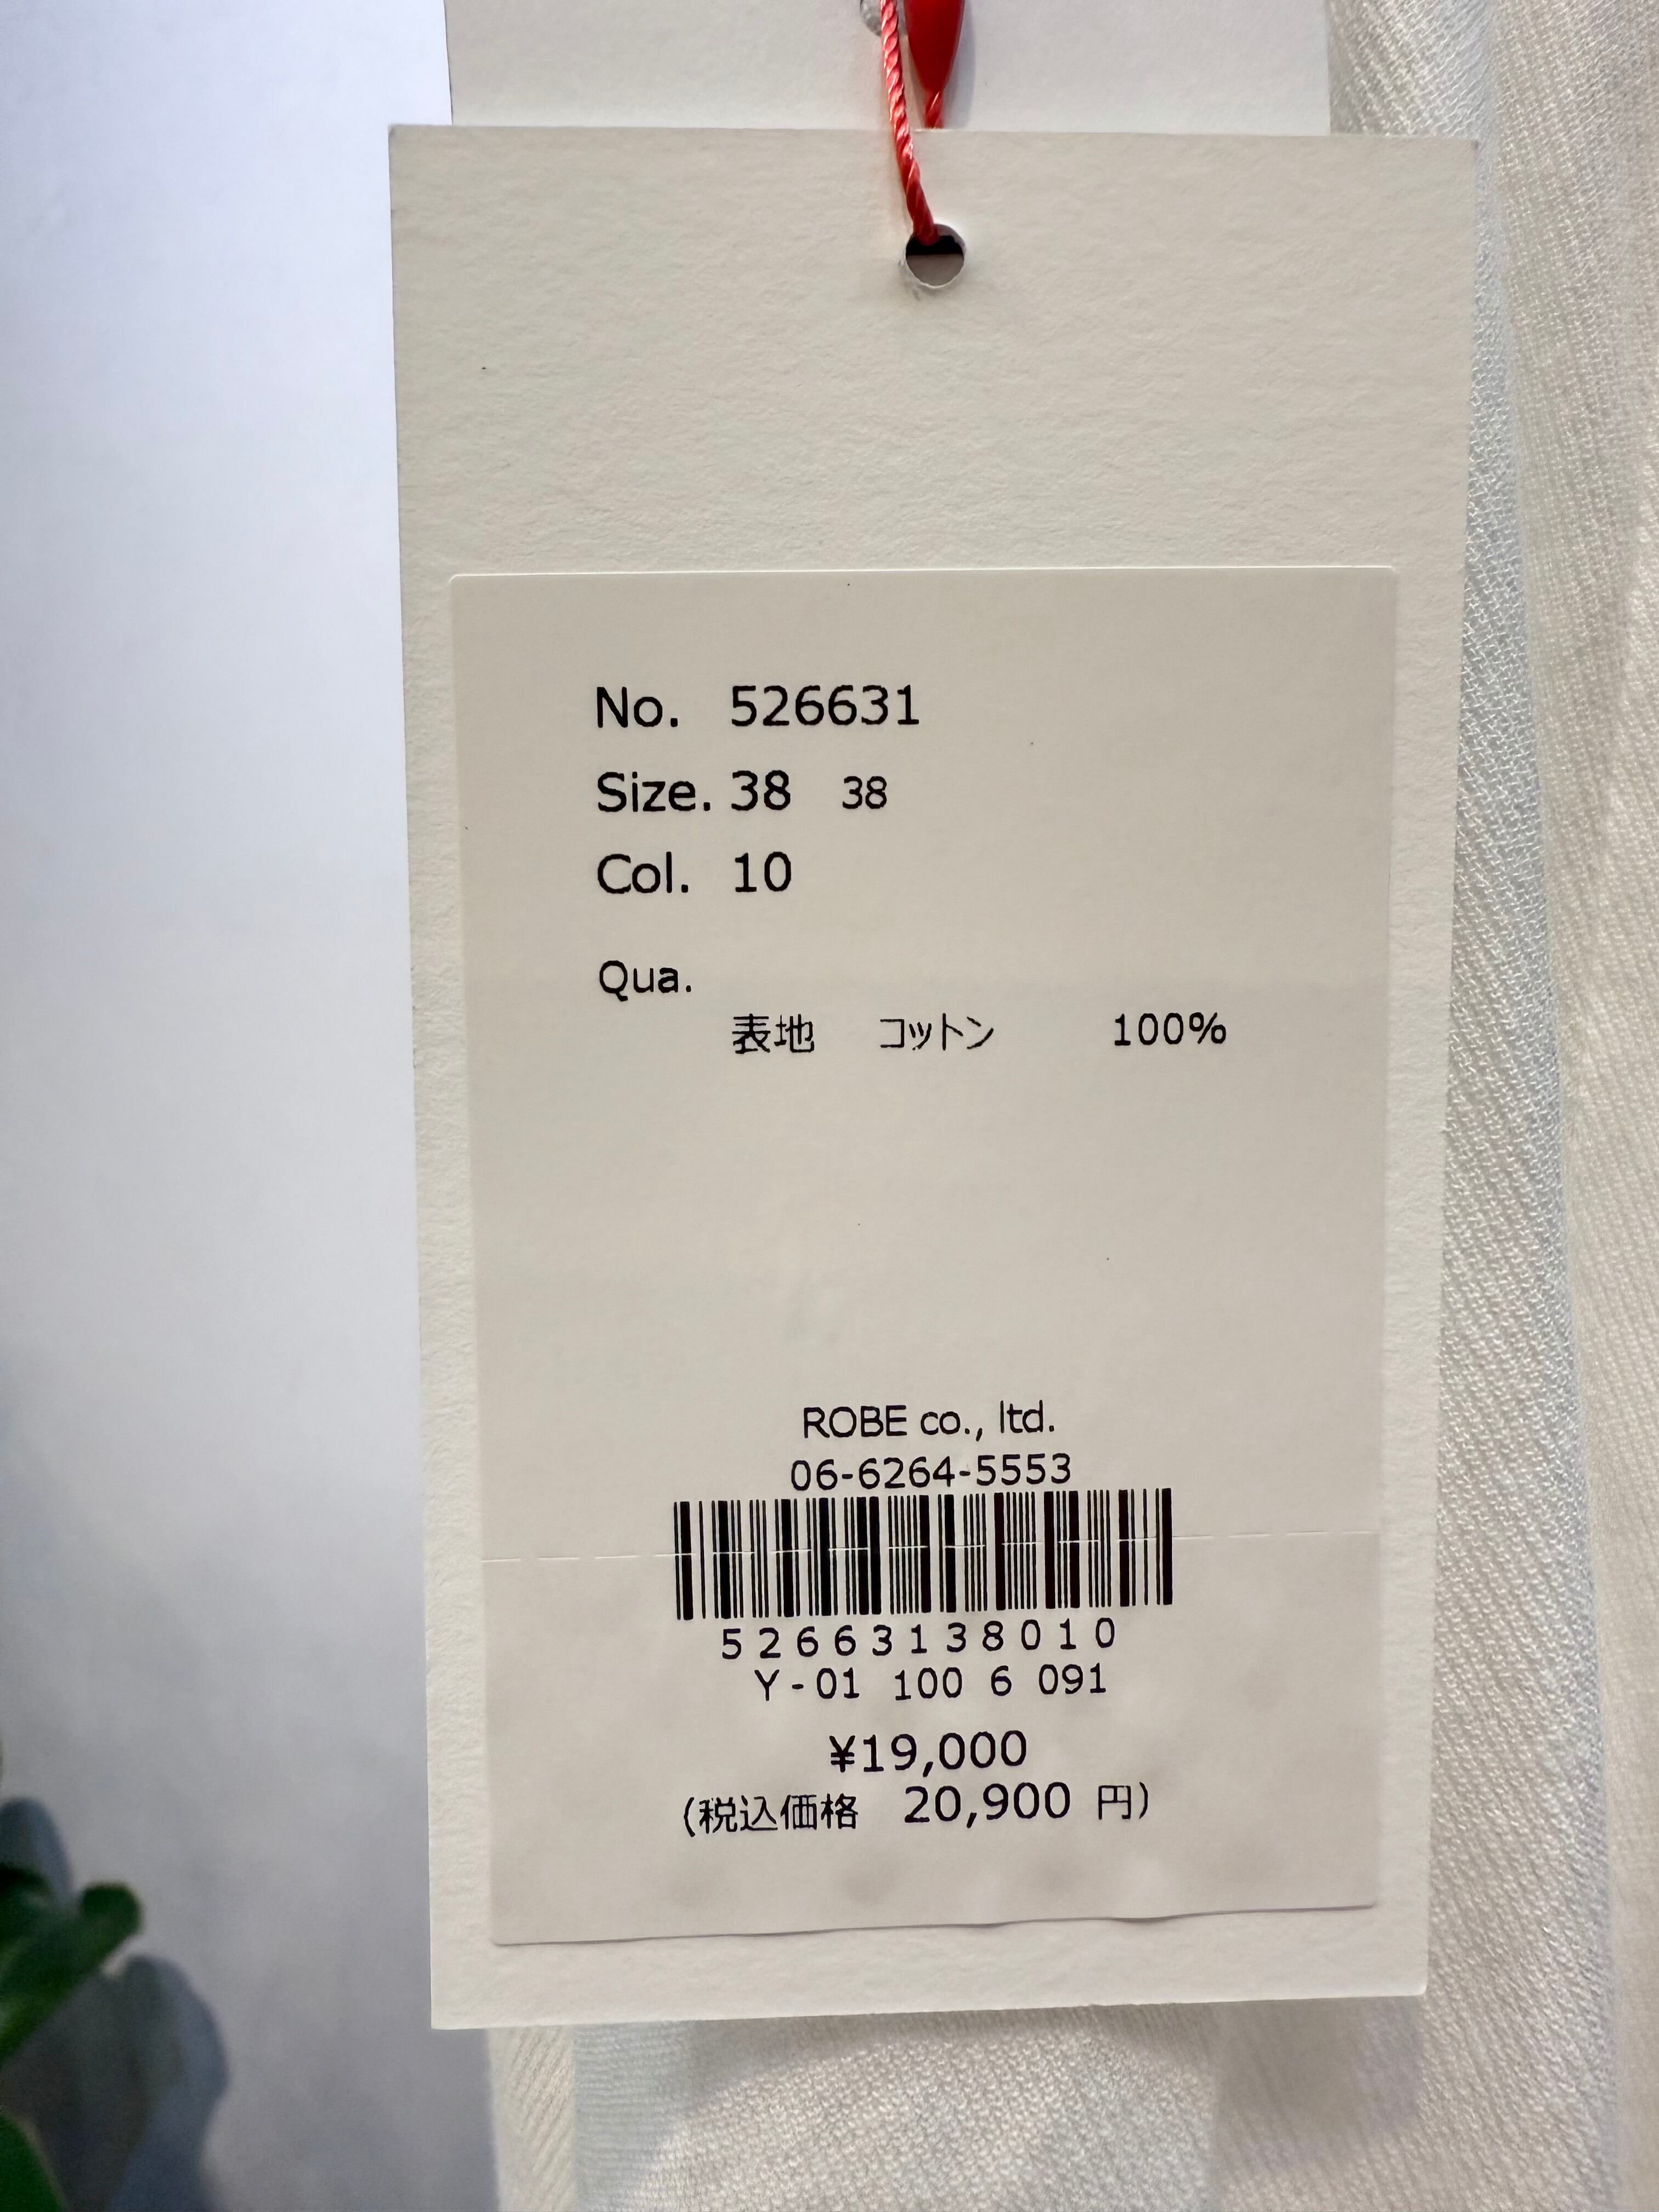 No. 526631
Size. 38 38
Col. 10
Qua.
表地 コットン 100%
ROBE co., ltd.
06-6264-5553
52663138010
Y-01 100 6 091
¥19,000
(税込価格 20,900 円)